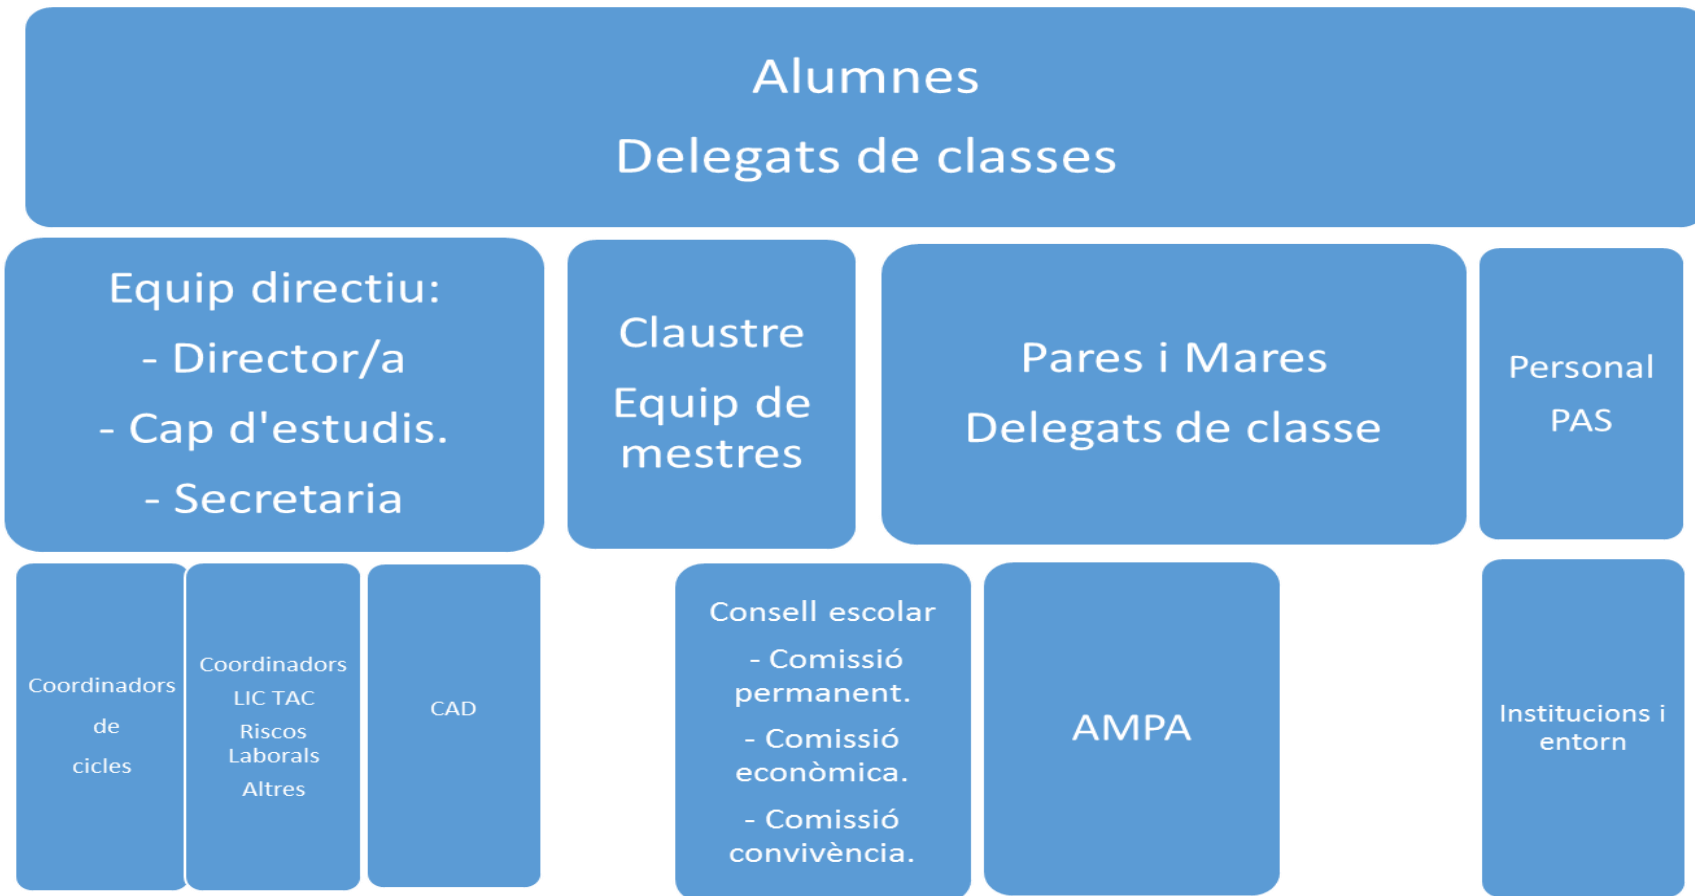 Alumnes
Delegats de classes
Equip directiu:
- Director/a
- Cap d'estudis.
- Secretaria
Claustre
Equip de
mestres
Pares i Mares
Delegats de classe
Personal
PAS
Coordinadors
de
cicles
Coordinadors
LIC TAC
Riscos
Laborals
Altres
CAD
Consell escolar
- Comissió
permanent.
- Comissió
econòmica.
- Comissió
convivència.
AMPA
Institucions i
entorn